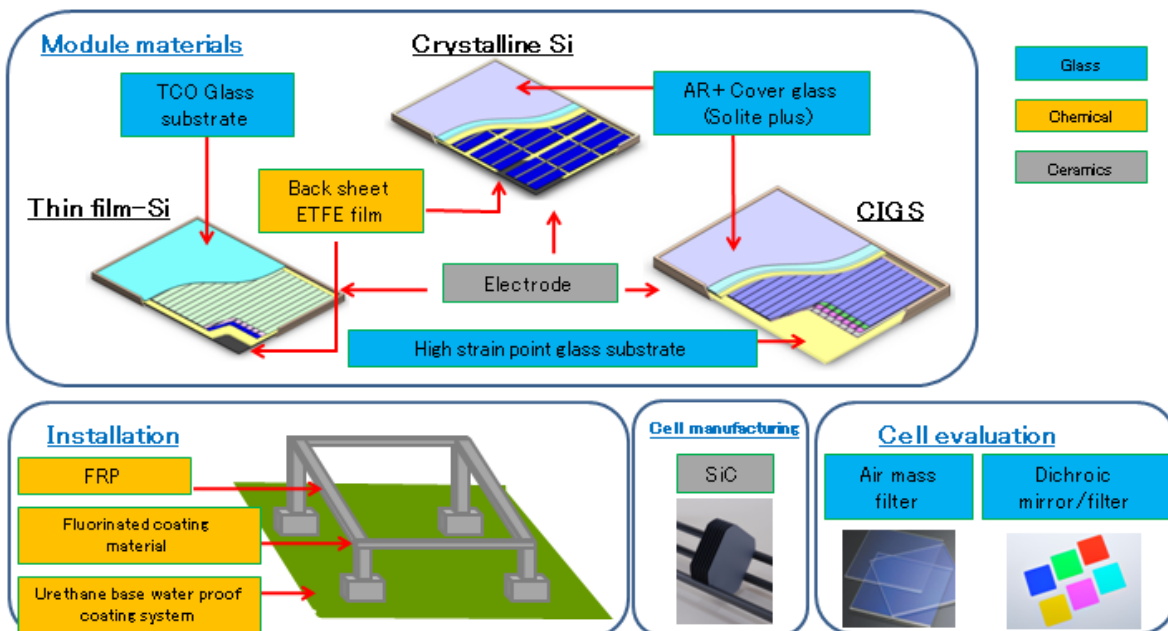 Module materials
Crystalline Si
TCO Glass
substrate
AR+ Cover glass
(Solite plus)
Glass
Chemical
Ceramics
Back sheet
ETFE film
Thin film-Si
CIGS
Electrode
High strain point glass substrate
Installation
FRP
Fluorinated coating
material
Urethane base water proof
coating system
Cell manufacturing
SiC
Cell evaluation
Air mass
filter
Dichroic
mirror/filter